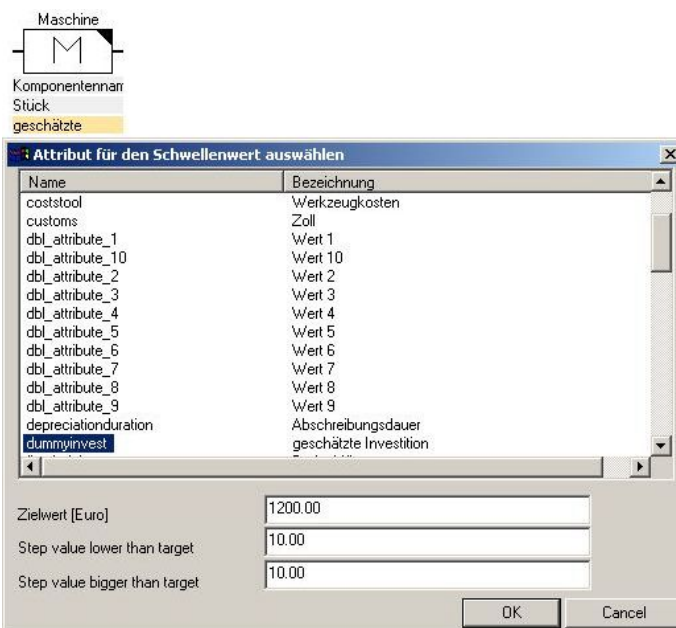 Maschine
M
Komponentennam
Stück
geschätzte
Attribut für den Schwellenwert auswählen
Name Bezeichnung
coststool Werkzeugkosten
customs Zoll
dbl_attribute_1 Wert 1
dbl_attribute_10 Wert 10
dbl_attribute_2 Wert 2
dbl_attribute_3 Wert 3
dbl_attribute_4 Wert 4
dbl_attribute_5 Wert 5
dbl_attribute_6 Wert 6
dbl_attribute_7 Wert 7
dbl_attribute_8 Wert 8
dbl_attribute_9 Wert 9
depreciationduration Abschreibungsdauer
dummyinvest geschätzte Investition
Zielwert [Euro] 1200.00
Step value lower than target 10.00
Step value bigger than target 10.00
OK Cancel